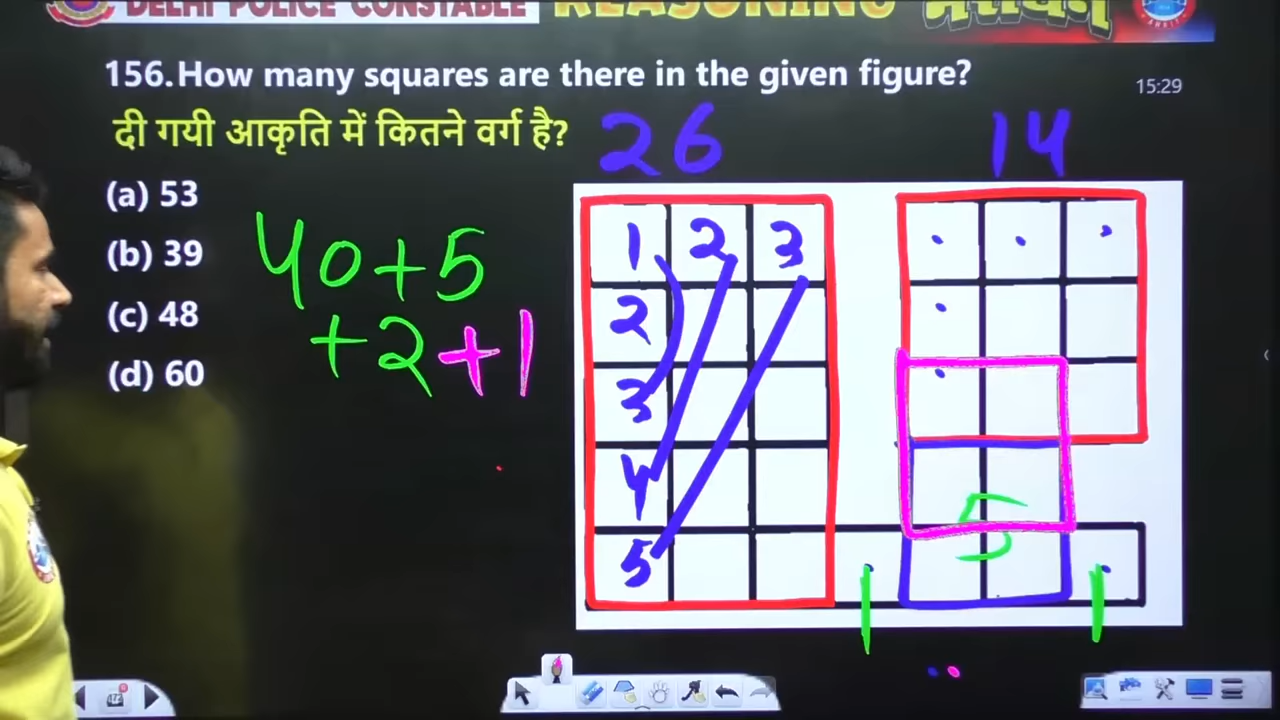 DELHI POLICE CONSTABLE REASONING
156.How many squares are there in the given figure?
15:29
दी गयी आकृति में कितने वर्ग है?
26 14
(a) 53
(b) 39
(c) 48
(d) 60
40+5
+2+1
1 2 3
2
3
4
5
5
1 1